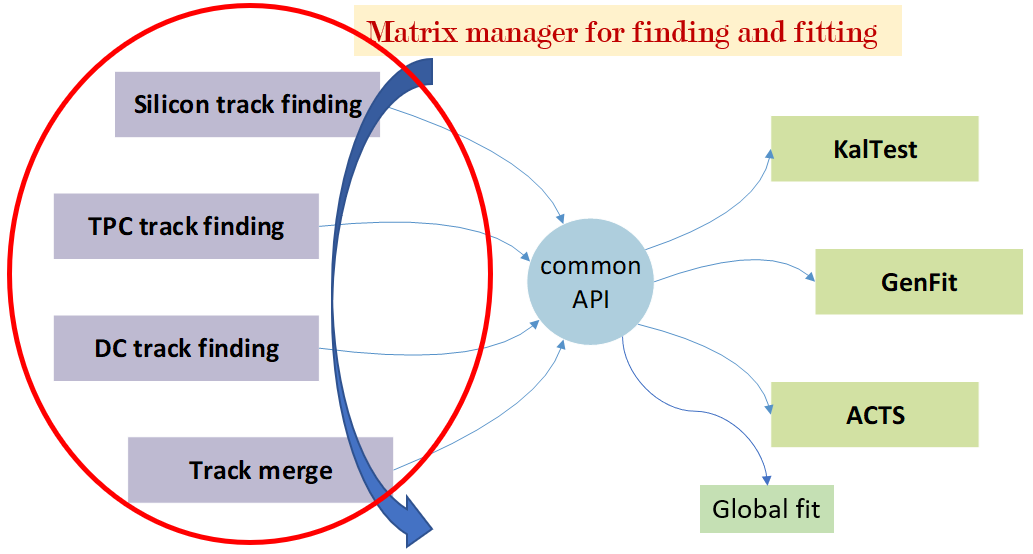 Matrix manager for finding and fitting
Silicon track finding
TPC track finding
DC track finding
Track merge
common
API
KalTest
GenFit
ACTS
Global fit